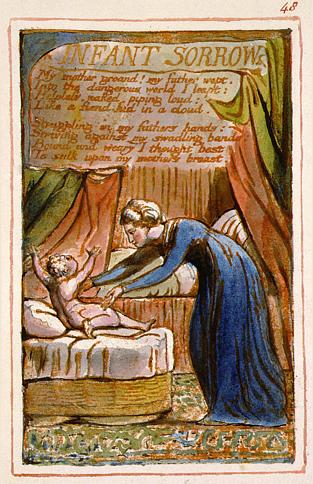 48
INFANT SORROW
My mother groand! my father wept.
Into the dangerous world I leapt:
Helpless, naked, piping loud:
Like a fiend hid in a cloud.
Struggling in my fathers hands:
Striving against my swadling bands:
Bound and weary I thought best
To sulk upon my mothers breast.